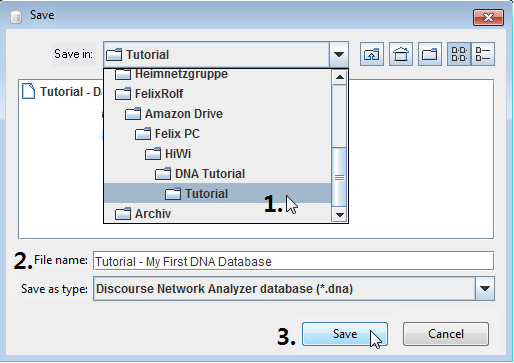 Save
Save in: Tutorial
Heimnetzgruppe
Tutorial - D
FelixRolf
Amazon Drive
Felix PC
HiWi
DNA Tutorial
Tutorial
1.
Archiv
2. File name: Tutorial - My First DNA Database
Save as type: Discourse Network Analyzer database (*.dna)
3. Save Cancel